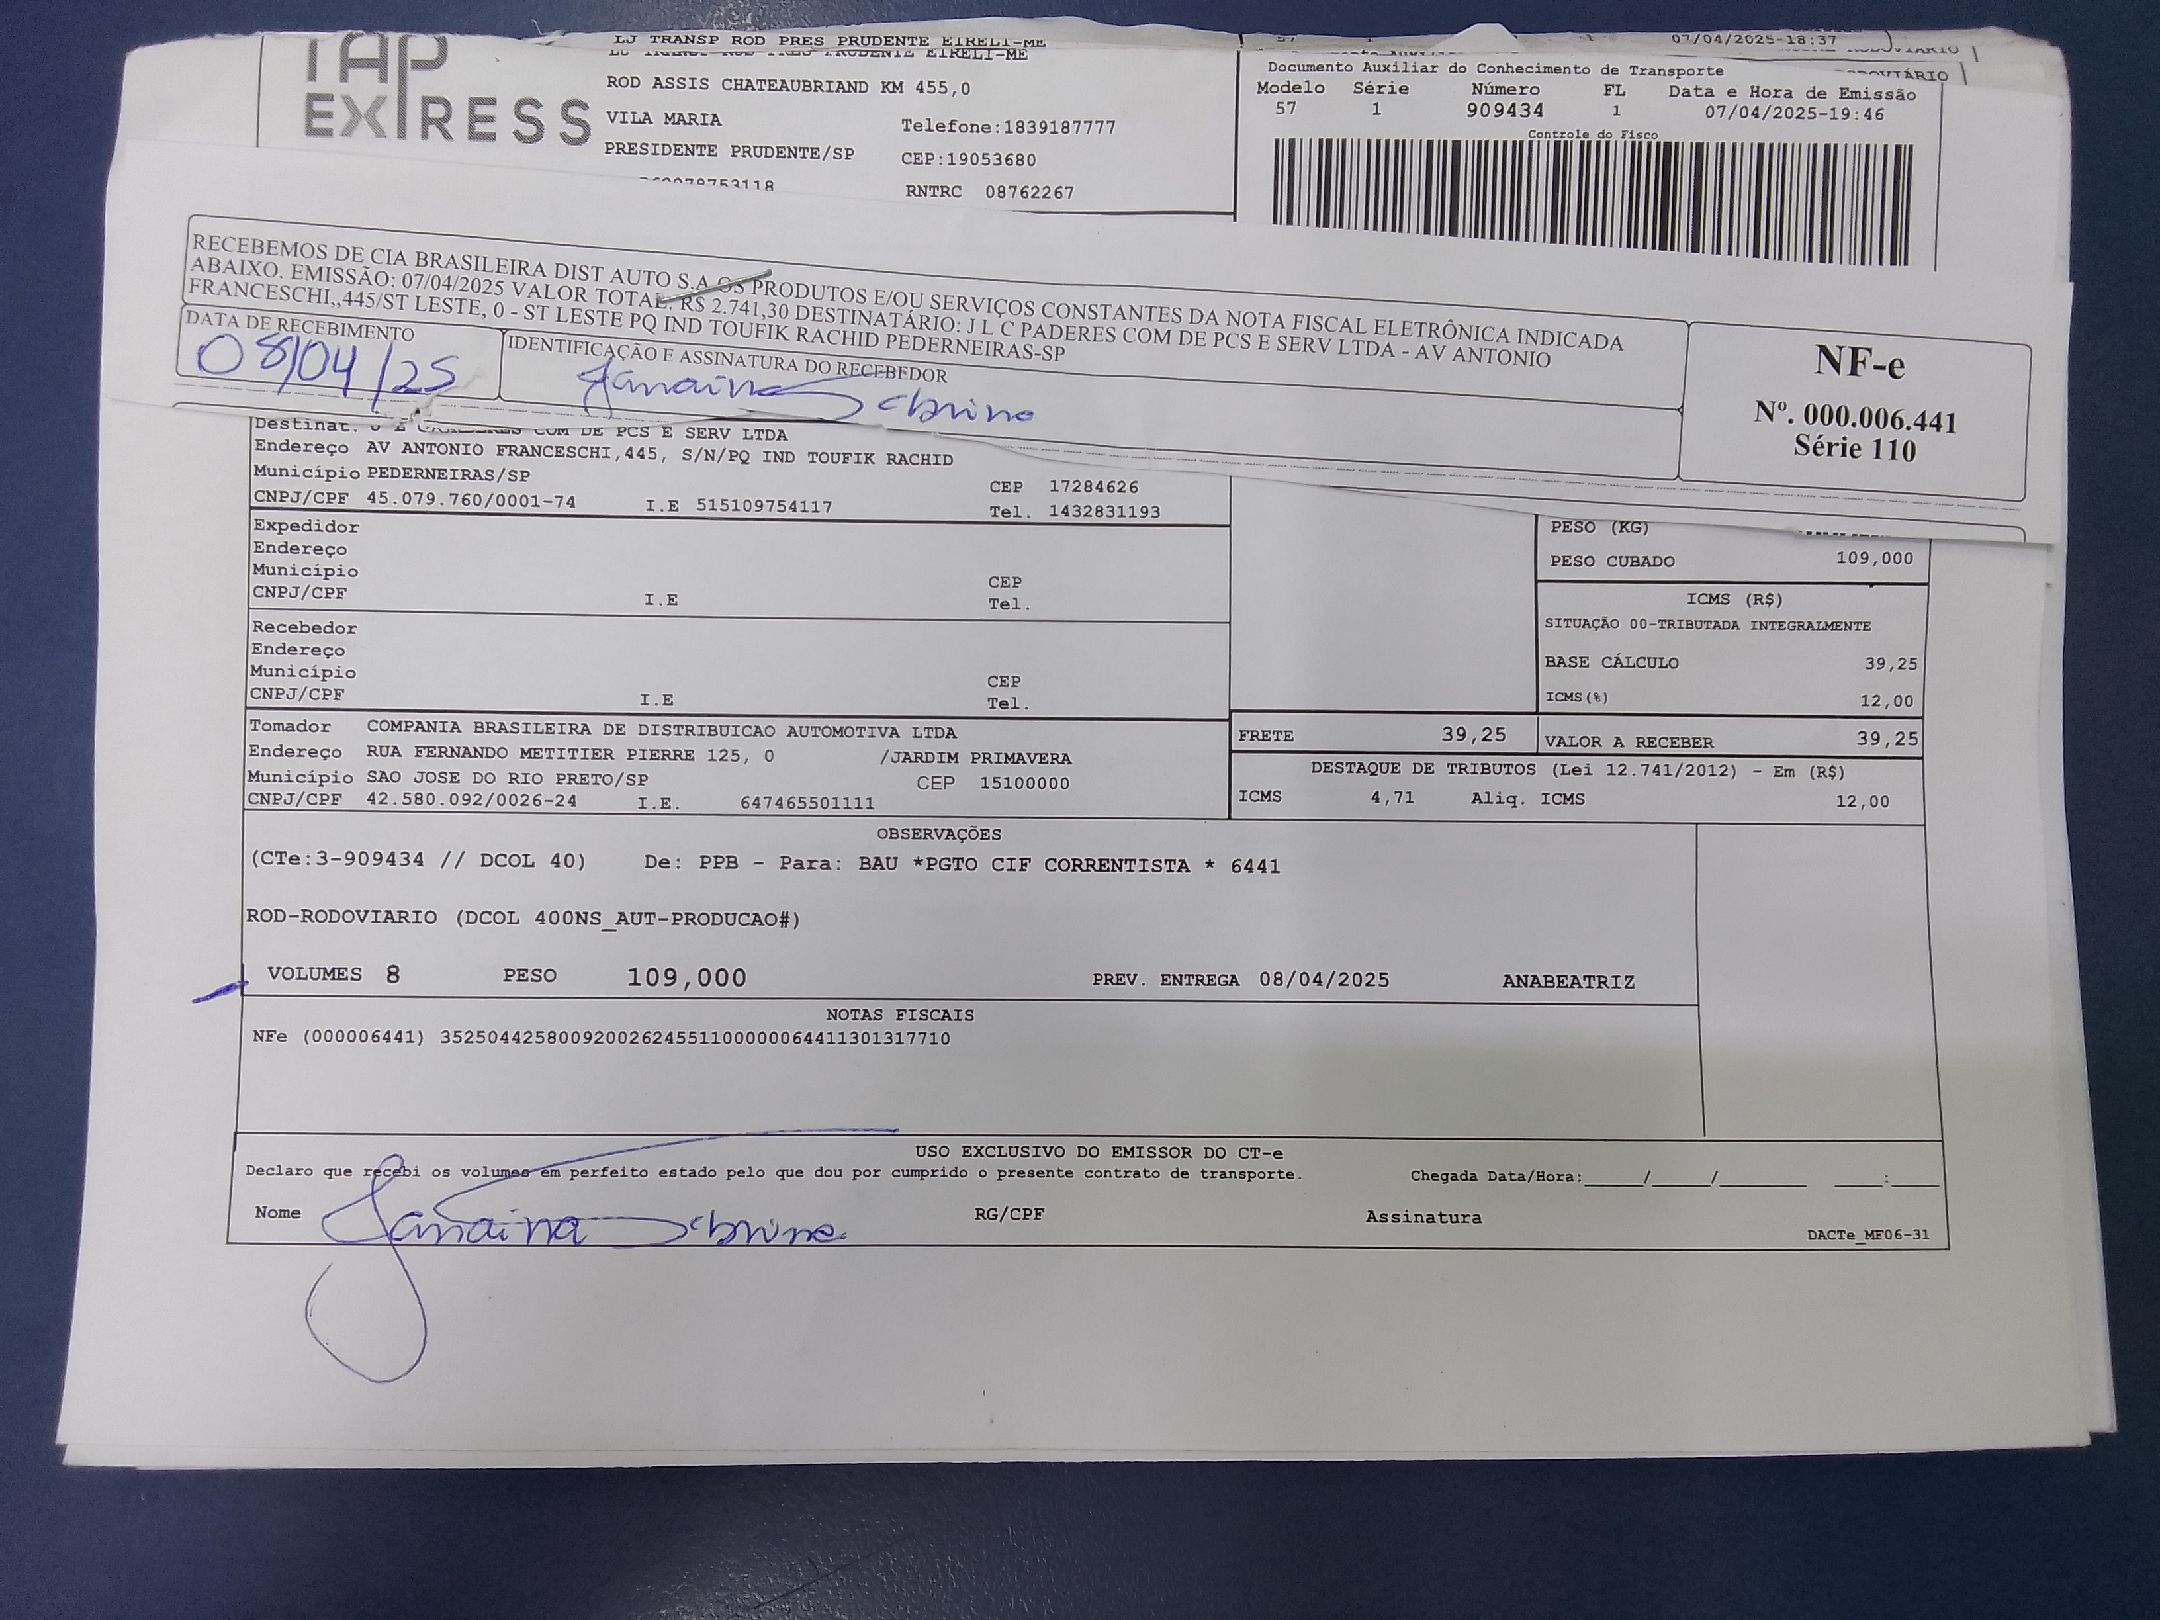 TAP
EXPRESS
LJ TRANSP ROD PRES PRUDENTE EIRELI-ME
ROD ASSIS CHATEAUBRIAND KM 455,0
VILA MARIA
Telefone:1839187777
PRESIDENTE PRUDENTE/SP
CEP:19053680
RNTRC 08762267
07/04/2025-18:37
Documento Auxiliar do Conhecimento de Transporte
Modelo Série Número FL Data e Hora de Emissão
57 1 909434 1 07/04/2025-19:46
Controle do Fisco
RECEBEMOS DE CIA BRASILEIRA DIST AUTO S.A OS PRODUTOS E/OU SERVIÇOS CONSTANTES DA NOTA FISCAL ELETRÔNICA INDICADA
ABAIXO. EMISSÃO: 07/04/2025 VALOR TOTAL: R$ 2.741,30 DESTINATÁRIO: J L C PADERES COM DE PCS E SERV LTDA - AV ANTONIO
FRANCESCHI,,445/ST LESTE, 0 - ST LESTE PQ IND TOUFIK RACHID PEDERNEIRAS-SP
DATA DE RECEBIMENTO
08/04/25
IDENTIFICAÇÃO E ASSINATURA DO RECEBEDOR
Janaina
NF-e
Nº. 000.006.441
Série 110
Destinat. COM DE PCS E SERV LTDA
Endereço AV ANTONIO FRANCESCHI,445, S/N/PQ IND TOUFIK RACHID
Município PEDERNEIRAS/SP
CEP 17284626
CNPJ/CPF 45.079.760/0001-74 I.E 515109754117 Tel. 1432831193
Expedidor
Endereço
Município CEP
CNPJ/CPF I.E Tel.
Recebedor
Endereço
Município CEP
CNPJ/CPF I.E Tel.
PESO (KG)
PESO CUBADO 109,000
ICMS (R$)
SITUAÇÃO 00-TRIBUTADA INTEGRALMENTE
BASE CÁLCULO 39,25
ICMS(%) 12,00
Tomador COMPANIA BRASILEIRA DE DISTRIBUICAO AUTOMOTIVA LTDA
Endereço RUA FERNANDO METITIER PIERRE 125, 0 /JARDIM PRIMAVERA
Município SAO JOSE DO RIO PRETO/SP CEP 15100000
CNPJ/CPF 42.580.092/0026-24 I.E. 647465501111
FRETE 39,25 VALOR A RECEBER 39,25
DESTAQUE DE TRIBUTOS (Lei 12.741/2012) - Em (R$)
ICMS 4,71 Aliq. ICMS 12,00
OBSERVAÇÕES
(CTe:3-909434 // DCOL 40) De: PPB - Para: BAU *PGTO CIF CORRENTISTA * 6441
ROD-RODOVIARIO (DCOL 400NS_AUT-PRODUCAO#)
VOLUMES 8 PESO 109,000 PREV. ENTREGA 08/04/2025 ANABEATRIZ
NOTAS FISCAIS
NFe (000006441) 35250442580092002624551100000064411301317710
USO EXCLUSIVO DO EMISSOR DO CT-e
Declaro que recebi os volumes em perfeito estado pelo que dou por cumprido o presente contrato de transporte. Chegada Data/Hora:____/____/______ ____:____
Nome Janaina RG/CPF Assinatura
DACTe_MF06-31